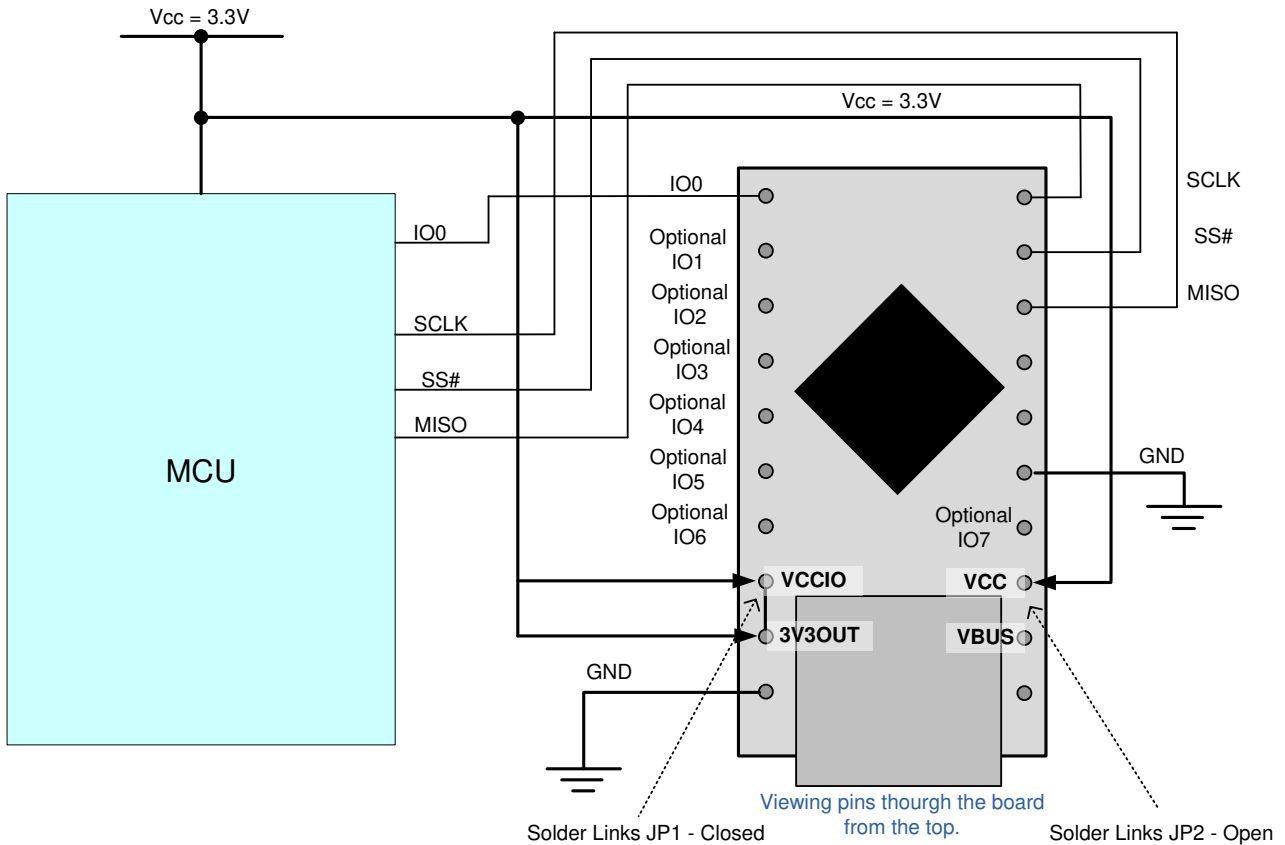 Vcc = 3.3V
Vcc = 3.3V
IO0
SCLK
SS#
MISO
MCU
IO0
Optional
IO1
Optional
IO2
Optional
IO3
Optional
IO4
Optional
IO5
Optional
IO6
SCLK
SS#
MISO
GND
Optional
IO7
VCCIO
VCC
3V3OUT
VBUS
GND
Viewing pins thourgh the board
from the top.
Solder Links JP1 - Closed
Solder Links JP2 - Open